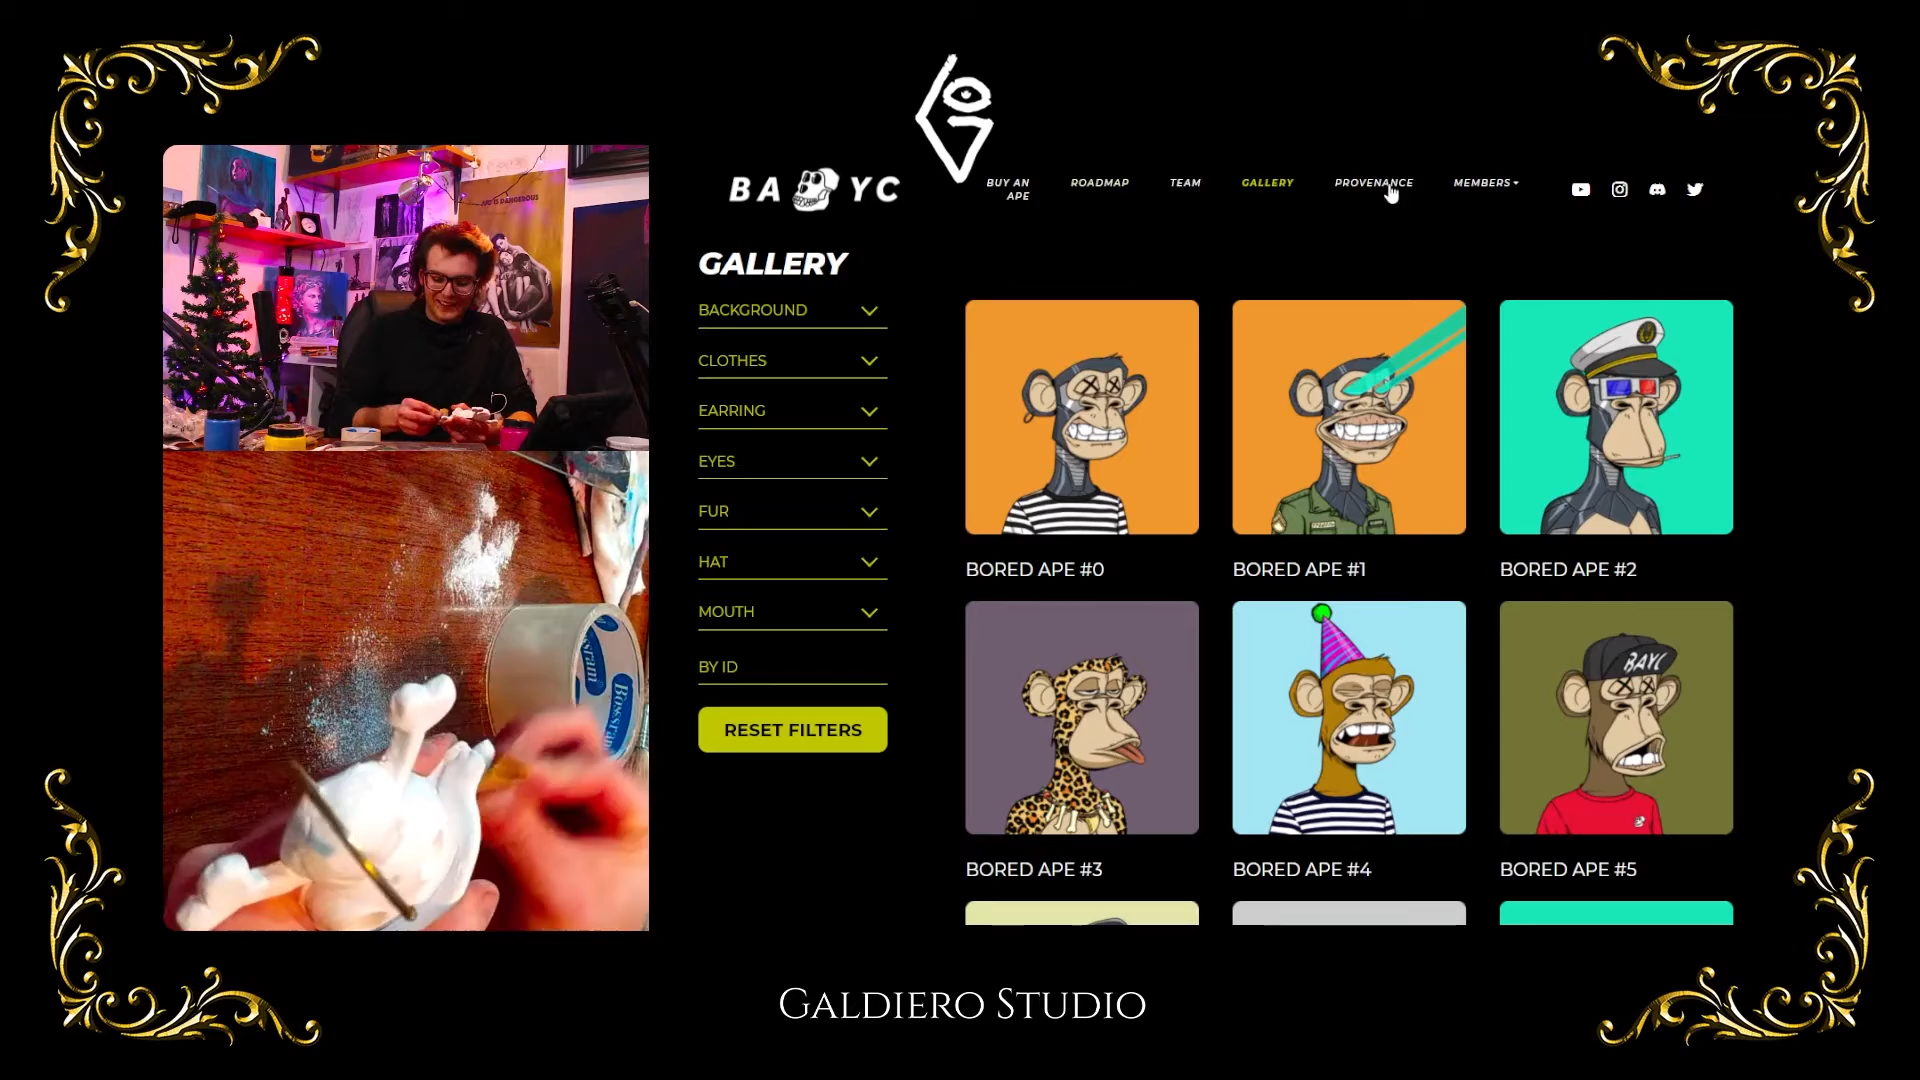 BA YC
BUY AN
APE
ROADMAP
TEAM
GALLERY
PROVENANCE
MEMBERS
GALLERY
BACKGROUND
CLOTHES
EARRING
EYES
FUR
HAT
MOUTH
BY ID
RESET FILTERS
BORED APE #0
BORED APE #1
BORED APE #2
BAYC
BORED APE #3
BORED APE #4
BORED APE #5
GALDIERO STUDIO